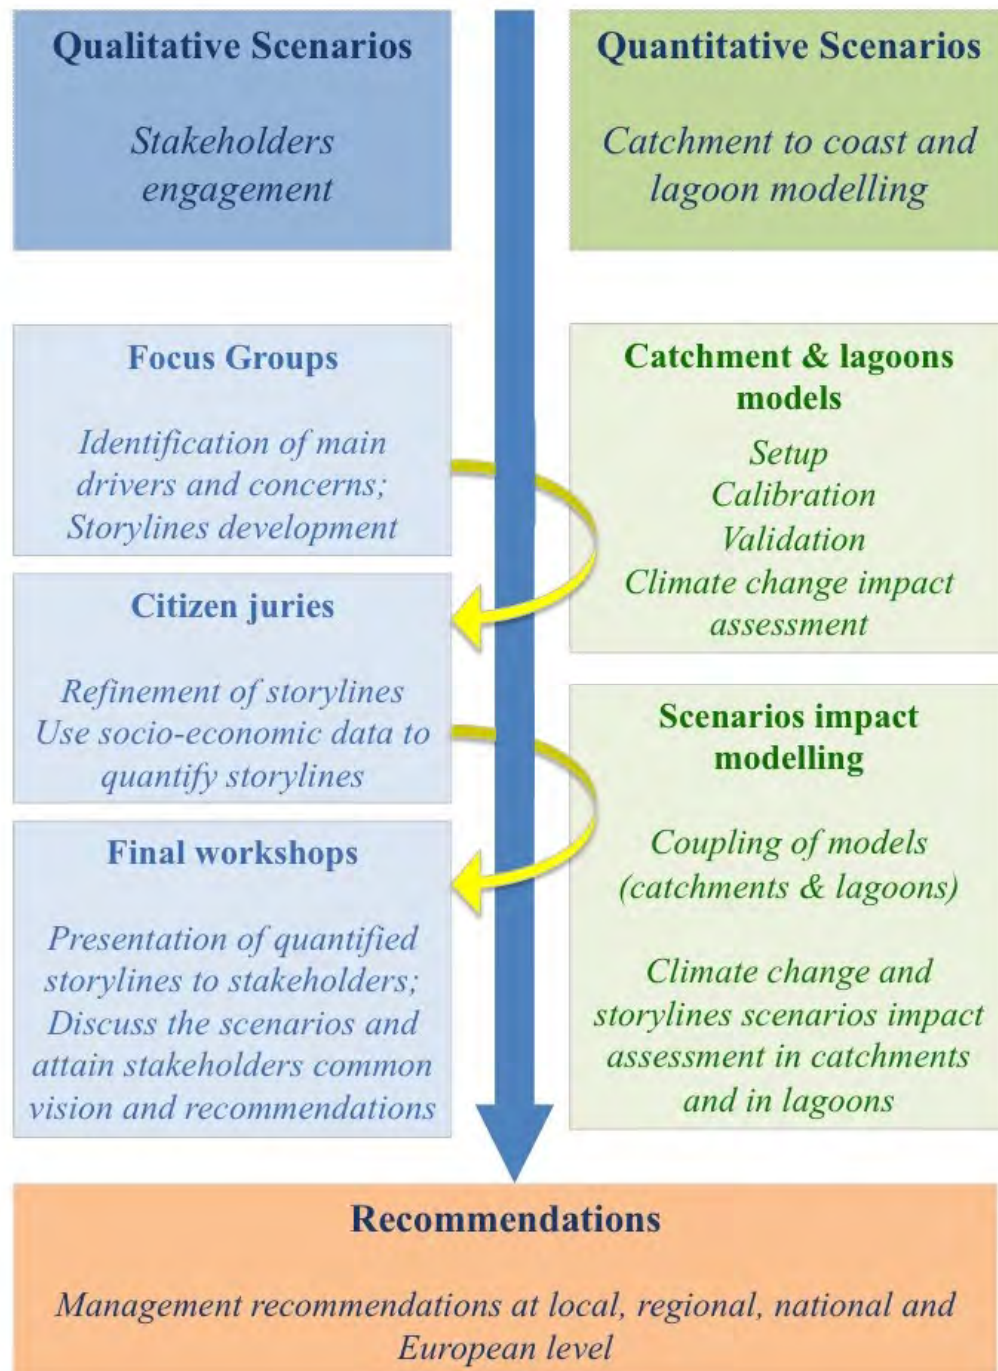 Qualitative Scenarios
Stakeholders
engagement
Quantitative Scenarios
Catchment to coast and
lagoon modelling
Focus Groups
Identification of main
drivers and concerns;
Storylines development
Citizen juries
Refinement of storylines
Use socio-economic data to
quantify storylines
Final workshops
Presentation of quantified
storylines to stakeholders;
Discuss the scenarios and
attain stakeholders common
vision and recommendations
Catchment & lagoons
models
Setup
Calibration
Validation
Climate change impact
assessment
Scenarios impact
modelling
Coupling of models
(catchments & lagoons)
Climate change and
storylines scenarios impact
assessment in catchments
and in lagoons
Recommendations
Management recommendations at local, regional, national and
European level